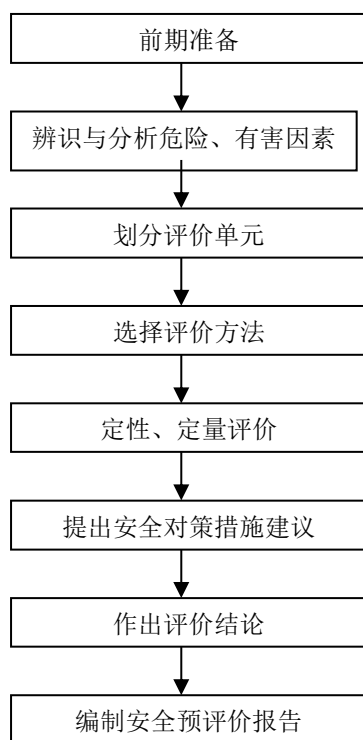 前期准备
辨识与分析危险、有害因素
划分评价单元
选择评价方法
定性、定量评价
提出安全对策措施建议
作出评价结论
编制安全预评价报告